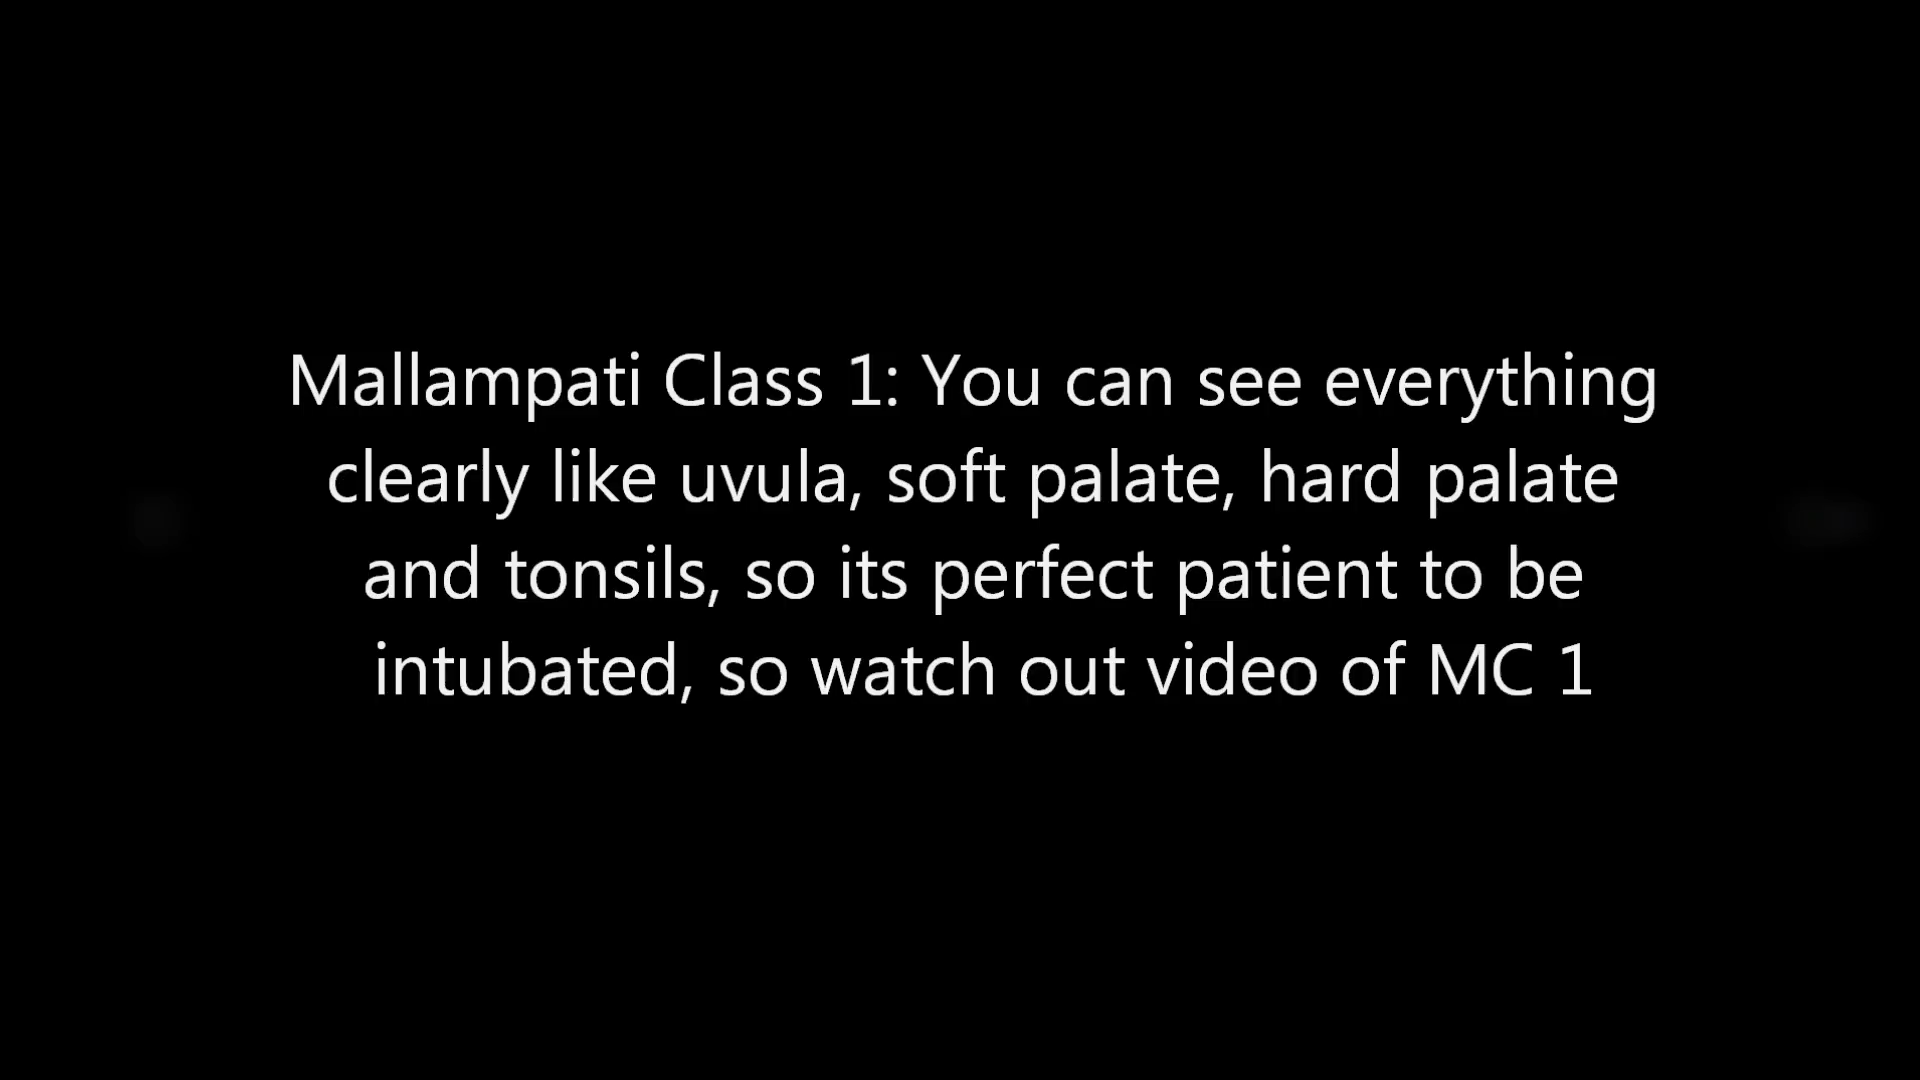 Mallampati Class 1: You can see everything
clearly like uvula, soft palate, hard palate
and tonsils, so its perfect patient to be
intubated, so watch out video of MC 1